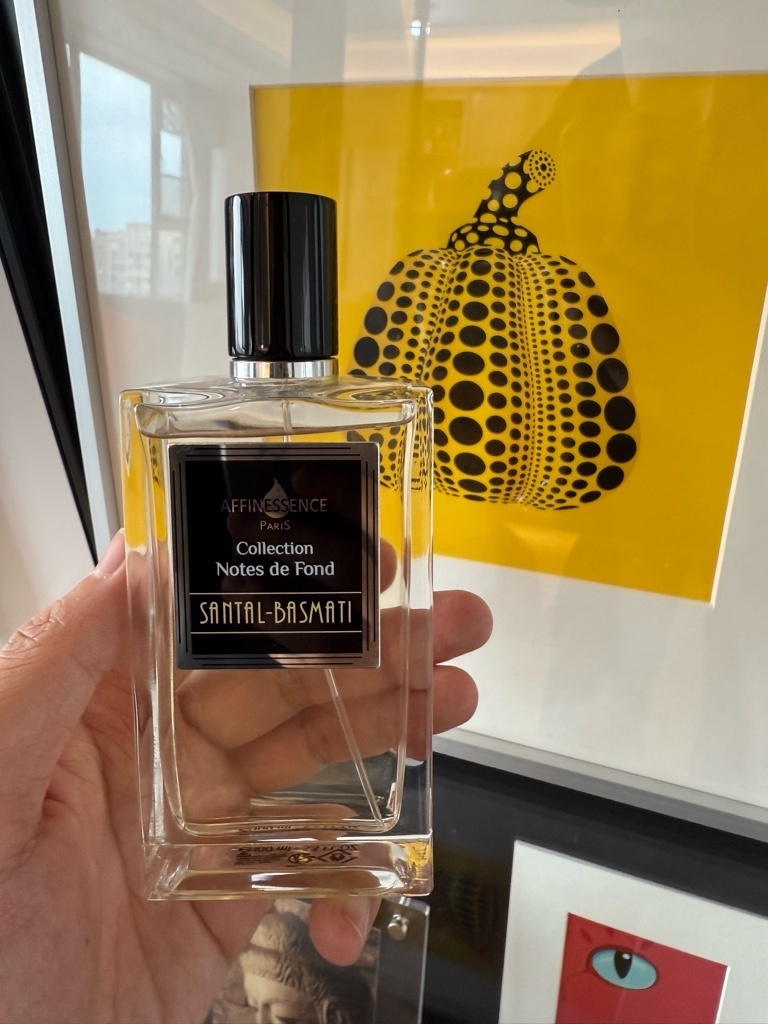 AFFINESSENCE
PARIS
Collection
Notes de Fond
SANTAL-BASMATI